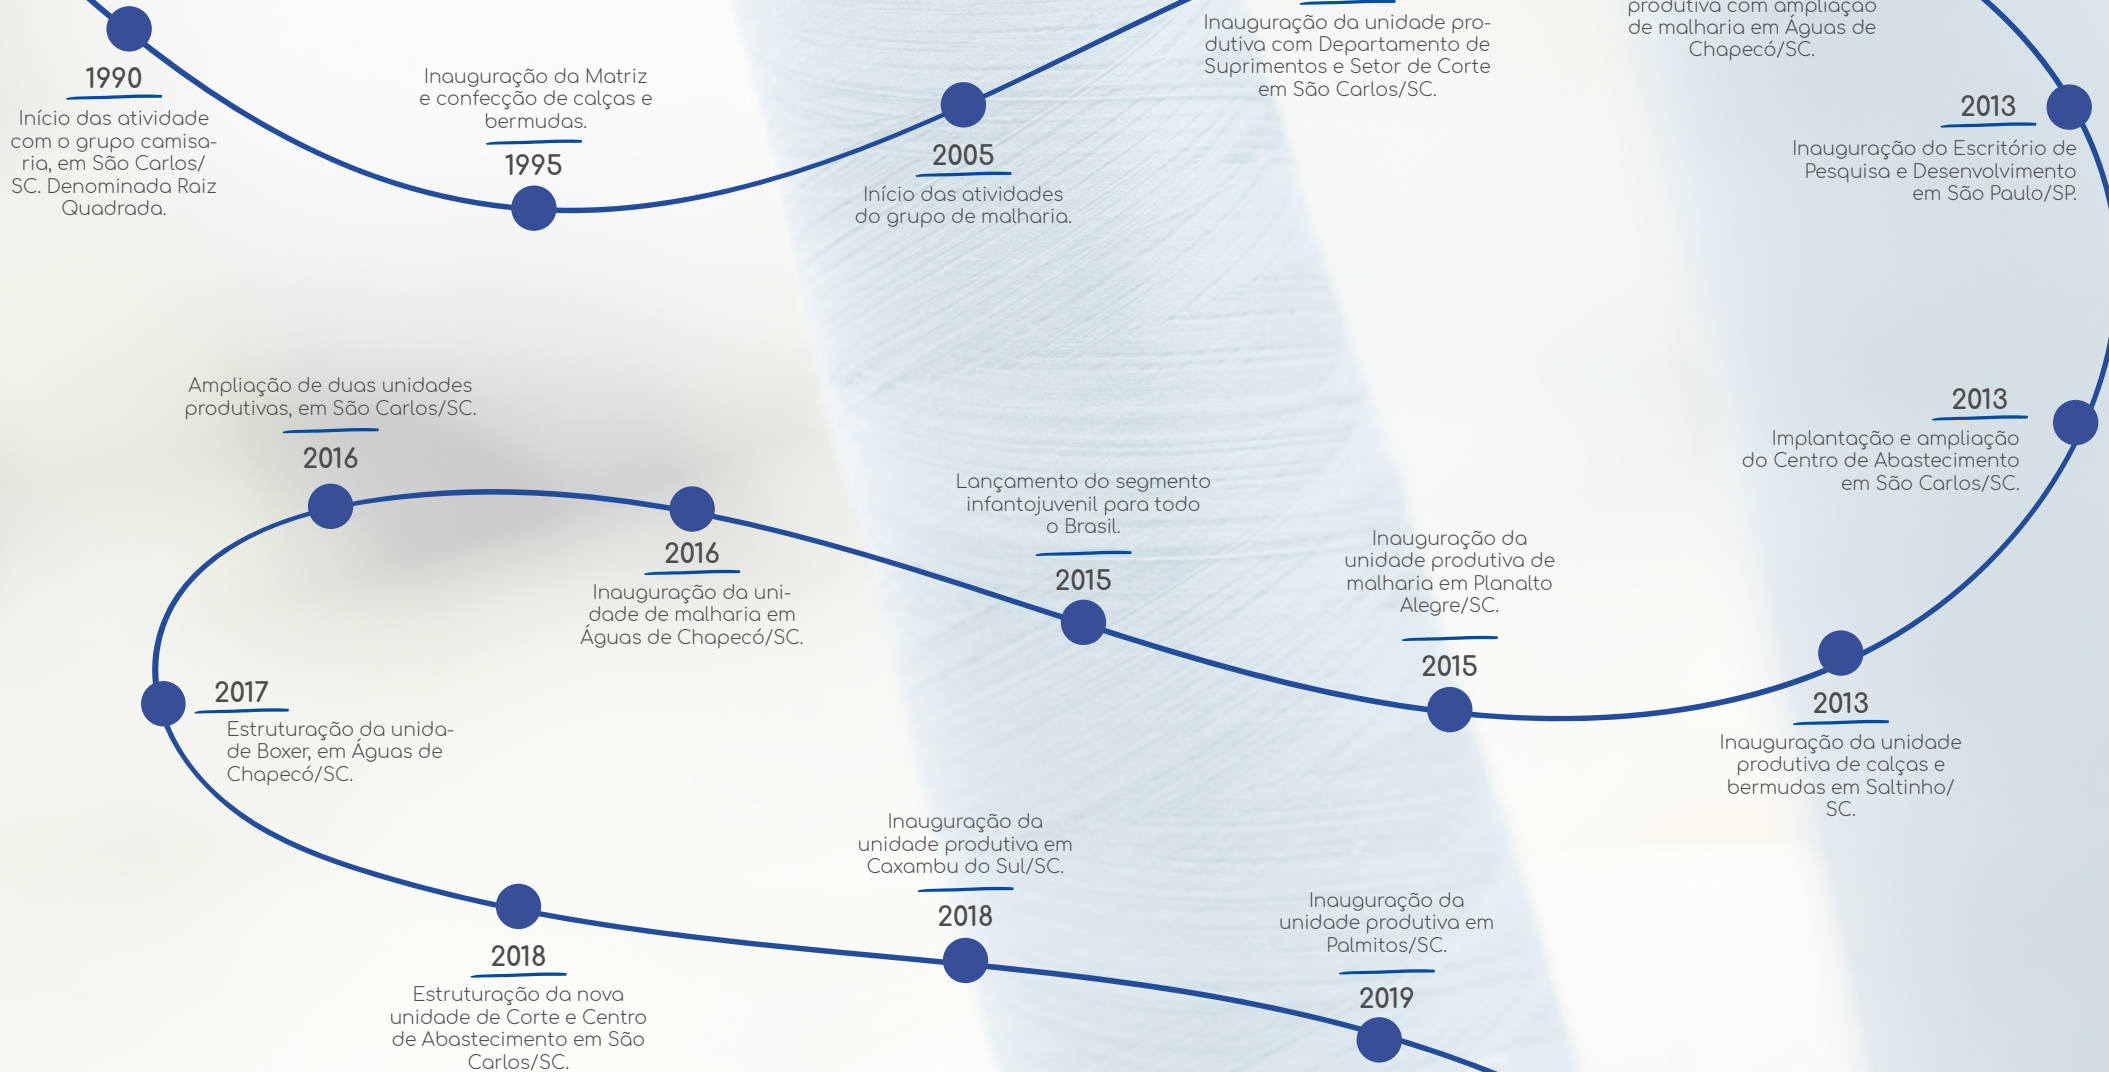 1990
Início das atividade
com o grupo camisa-
ria, em São Carlos/
SC. Denominada Raiz
Quadrada.
Inauguração da Matriz
e confecção de calças e
bermudas.
1995
2005
Início das atividades
do grupo de malharia.
Inauguração da unidade pro-
dutiva com Departamento de
Suprimentos e Setor de Corte
em São Carlos/SC.
produtiva com ampliação
de malharia em Águas de
Chapecó/SC.
2013
Inauguração do Escritório de
Pesquisa e Desenvolvimento
em São Paulo/SP.
2013
Implantação e ampliação
do Centro de Abastecimento
em São Carlos/SC.
2013
Inauguração da unidade
produtiva de calças e
bermudas em Saltinho/
SC.
Inauguração da
unidade produtiva de
malharia em Planalto
Alegre/SC.
2015
Lançamento do segmento
infantojuvenil para todo
o Brasil.
2015
2016
Inauguração da uni-
dade de malharia em
Águas de Chapecó/SC.
Ampliação de duas unidades
produtivas, em São Carlos/SC.
2016
2017
Estruturação da unida-
de Boxer, em Águas de
Chapecó/SC.
2018
Estruturação da nova
unidade de Corte e Centro
de Abastecimento em São
Carlos/SC.
Inauguração da
unidade produtiva em
Caxambu do Sul/SC.
2018
Inauguração da
unidade produtiva em
Palmitos/SC.
2019